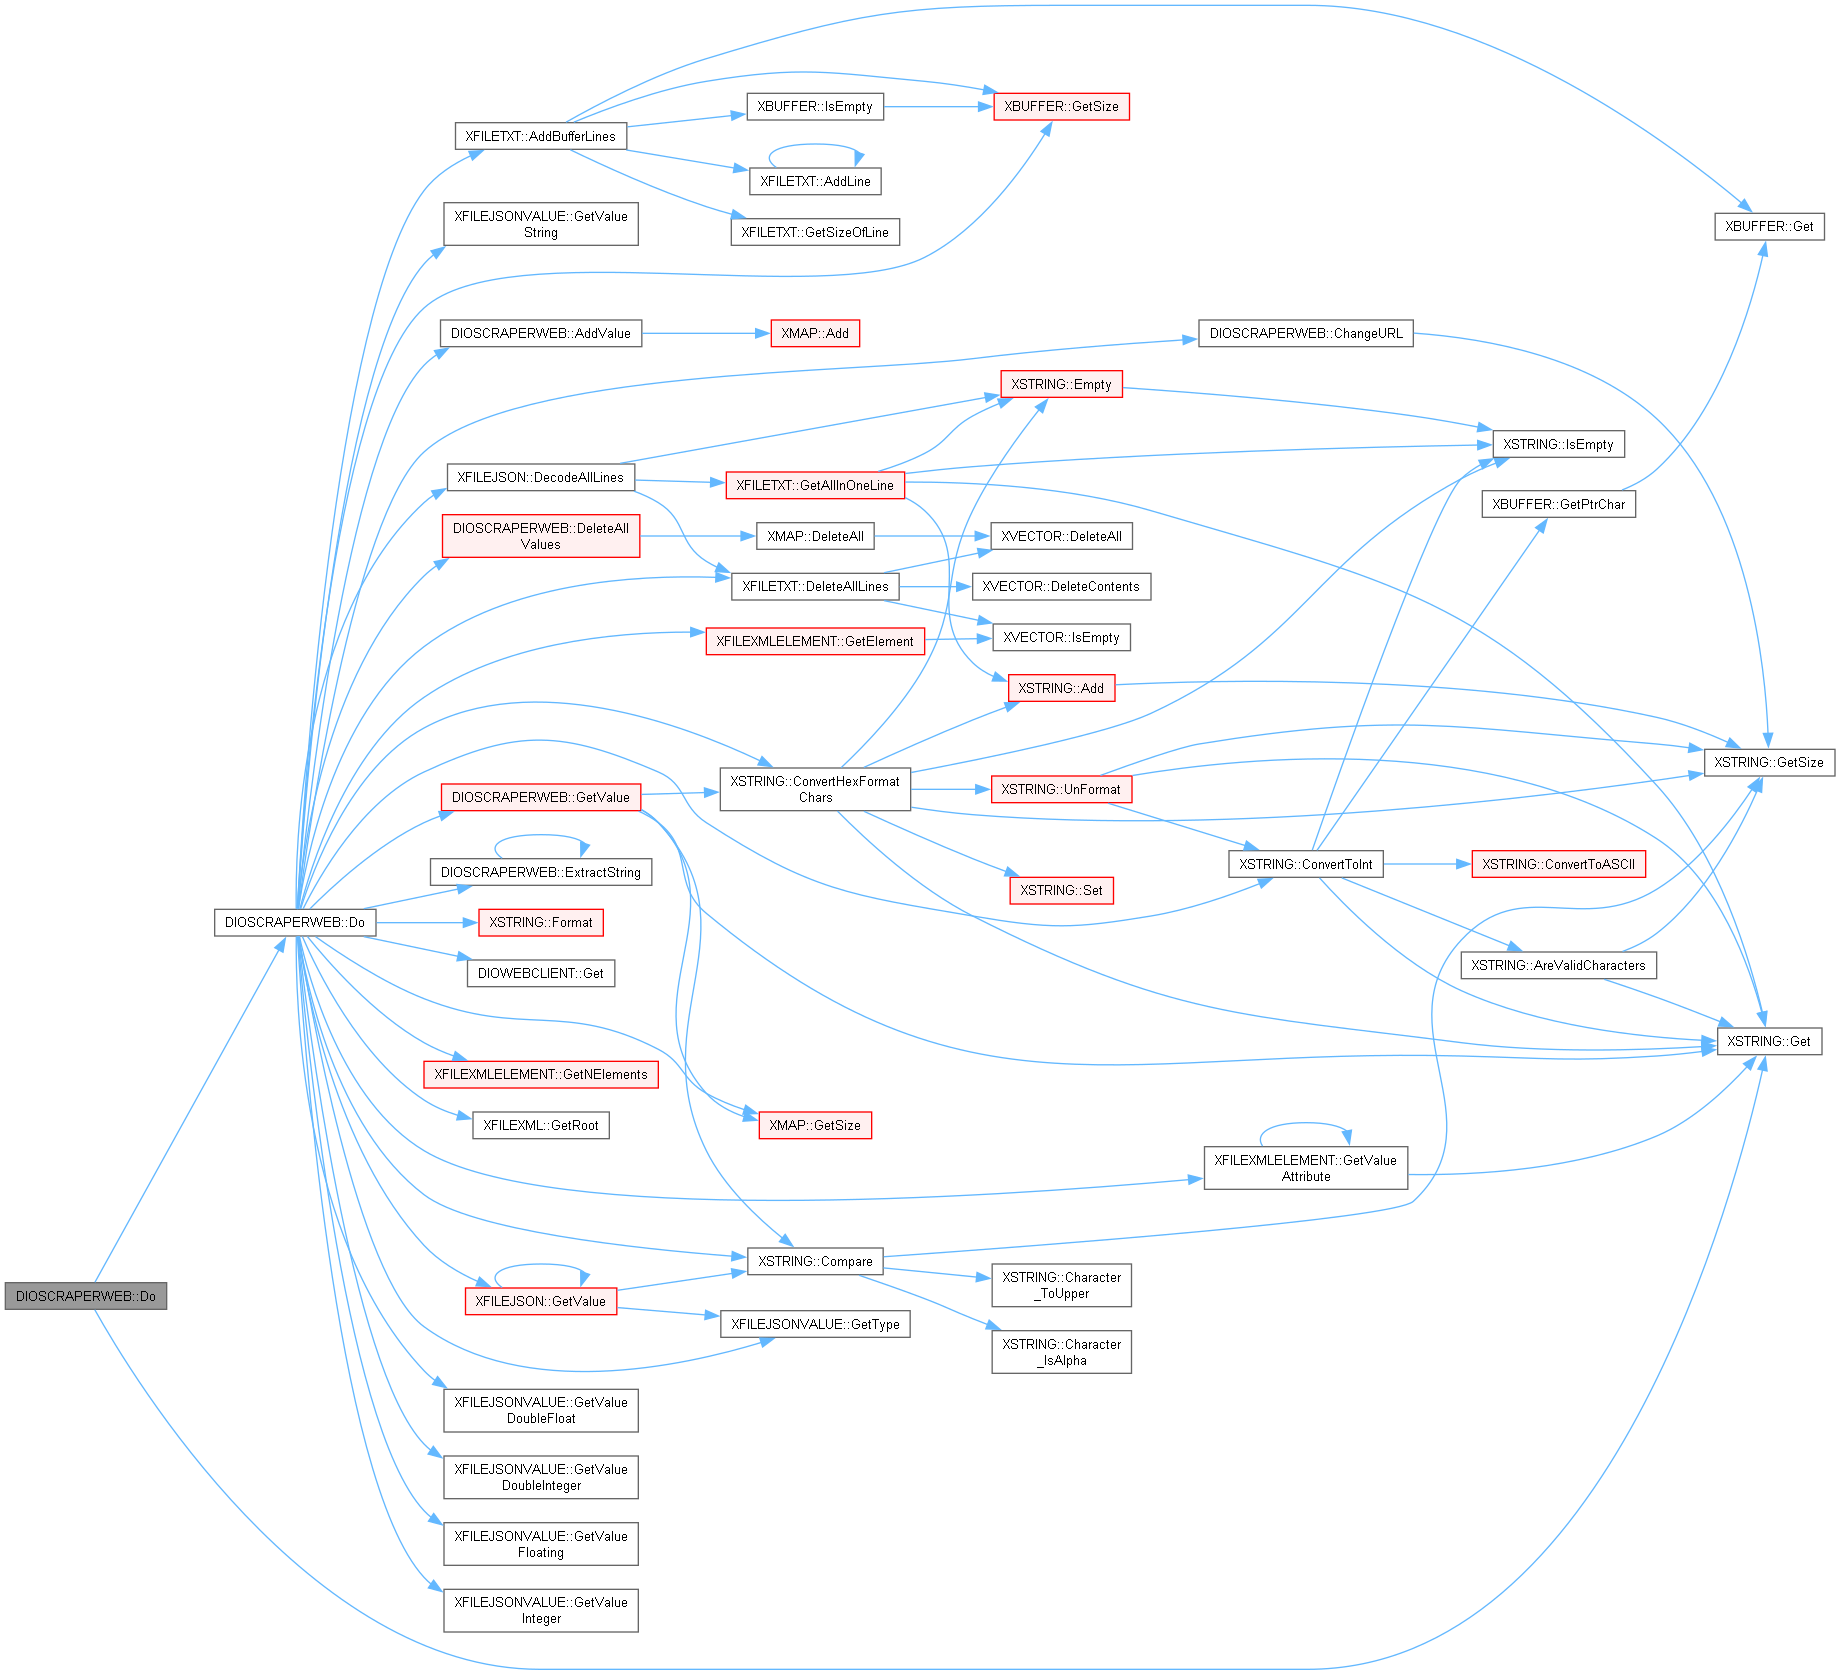 XFILETXT::AddBufferLines
XBUFFER::IsEmpty
XBUFFER::GetSize
XFILETXT::AddLine
XFILETXT::GetSizeOfLine
XBUFFER::Get
XFILEJSONVALUE::GetValue
String
DIOSCRAPERWEB::AddValue
XMAP::Add
DIOSCRAPERWEB::ChangeURL
XSTRING::Empty
XSTRING::IsEmpty
XFILEJSON::DecodeAllLines
XFILETXT::GetAllInOneLine
XBUFFER::GetPtrChar
DIOSCRAPERWEB::DeleteAll
Values
XMAP::DeleteAll
XVECTOR::DeleteAll
XFILETXT::DeleteAllLines
XVECTOR::DeleteContents
XFILEXMLELEMENT::GetElement
XVECTOR::IsEmpty
XSTRING::Add
XSTRING::GetSize
DIOSCRAPERWEB::GetValue
XSTRING::ConvertHexFormat
Chars
XSTRING::UnFormat
DIOSCRAPERWEB::ExtractString
XSTRING::Set
XSTRING::ConvertToInt
XSTRING::ConvertToASCII
DIOSCRAPERWEB::Do
XSTRING::Format
DIOWEBCLIENT::Get
XSTRING::AreValidCharacters
XSTRING::Get
XFILEXMLELEMENT::GetNElements
XFILEXML::GetRoot
XMAP::GetSize
XFILEXMLELEMENT::GetValue
Attribute
XSTRING::Compare
XSTRING::Character
_ToUpper
DIOSCRAPERWEB::Do
XFILEJSON::GetValue
XFILEJSONVALUE::GetType
XSTRING::Character
_IsAlpha
XFILEJSONVALUE::GetValue
DoubleFloat
XFILEJSONVALUE::GetValue
DoubleInteger
XFILEJSONVALUE::GetValue
Floating
XFILEJSONVALUE::GetValue
Integer